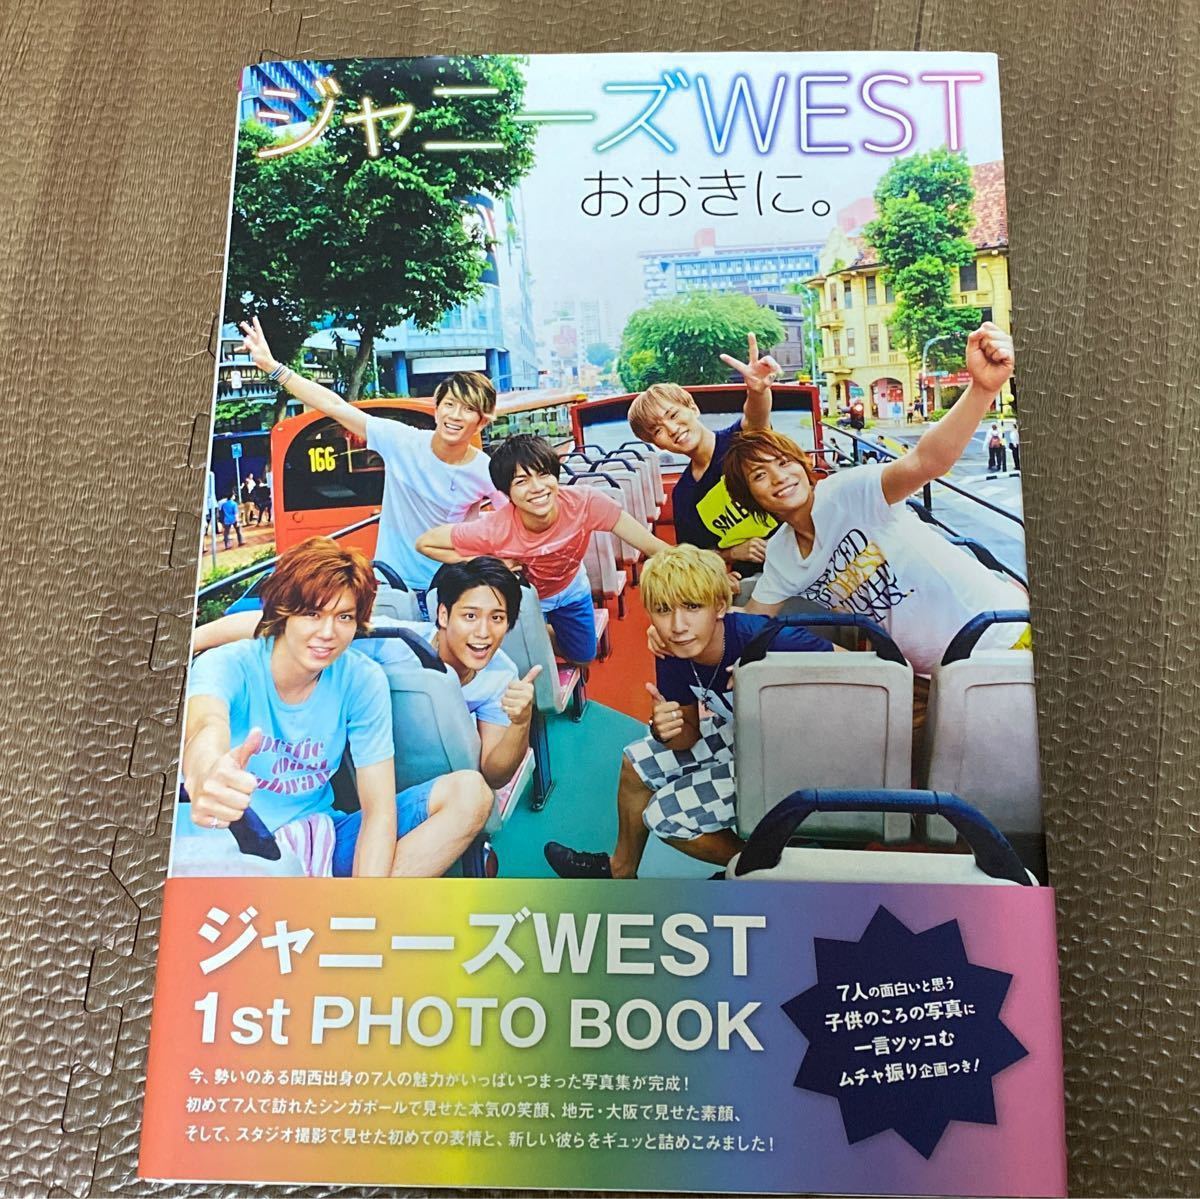 ジャニーズWEST
おおきに。
166
ジャニーズWEST
1st PHOTO BOOK
今、勢いのある関西出身の7人の魅力がいっぱいつまった写真集が完成！
初めて7人で訪れたシンガポールで見せた本気の笑顔、地元・大阪で見せた素顔、
そして、スタジオ撮影で見せた初めての表情と、新しい彼らをギュッと詰めこみました！
7人の面白いと思う
子供のころの写真に
一言ツッコむ
ムチャ振り企画つき！